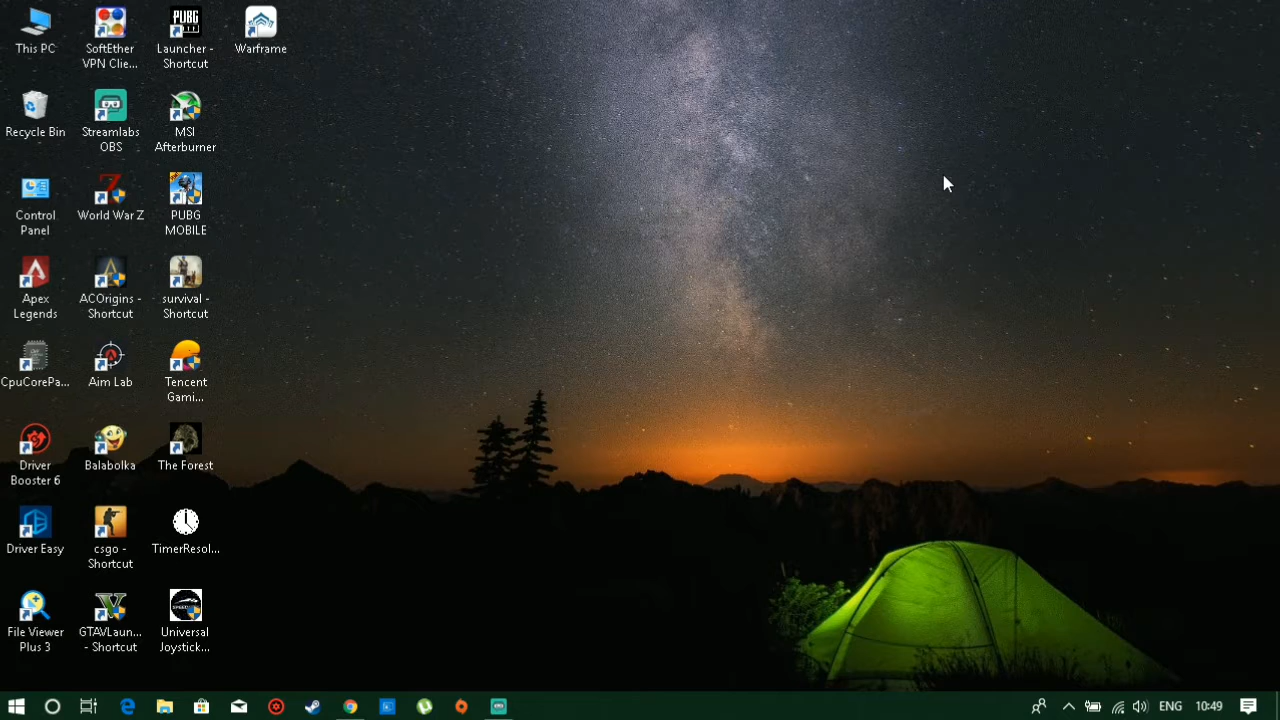 This PC
SoftEther
VPN Clie...
PUBG
Launcher -
Shortcut
Warframe
Recycle Bin
Streamlabs
OBS
MSI
Afterburner
Control
Panel
World War Z
PUBG
MOBILE
Apex
Legends
ACOrigins -
Shortcut
survival -
Shortcut
CpuCorePa...
Aim Lab
Tencent
Gami...
Driver
Booster 6
Balabolka
The Forest
Driver Easy
csgo -
Shortcut
TimerResol...
File Viewer
Plus 3
GTAVLaun...
- Shortcut
Universal
Joystick...
ENG
10:49